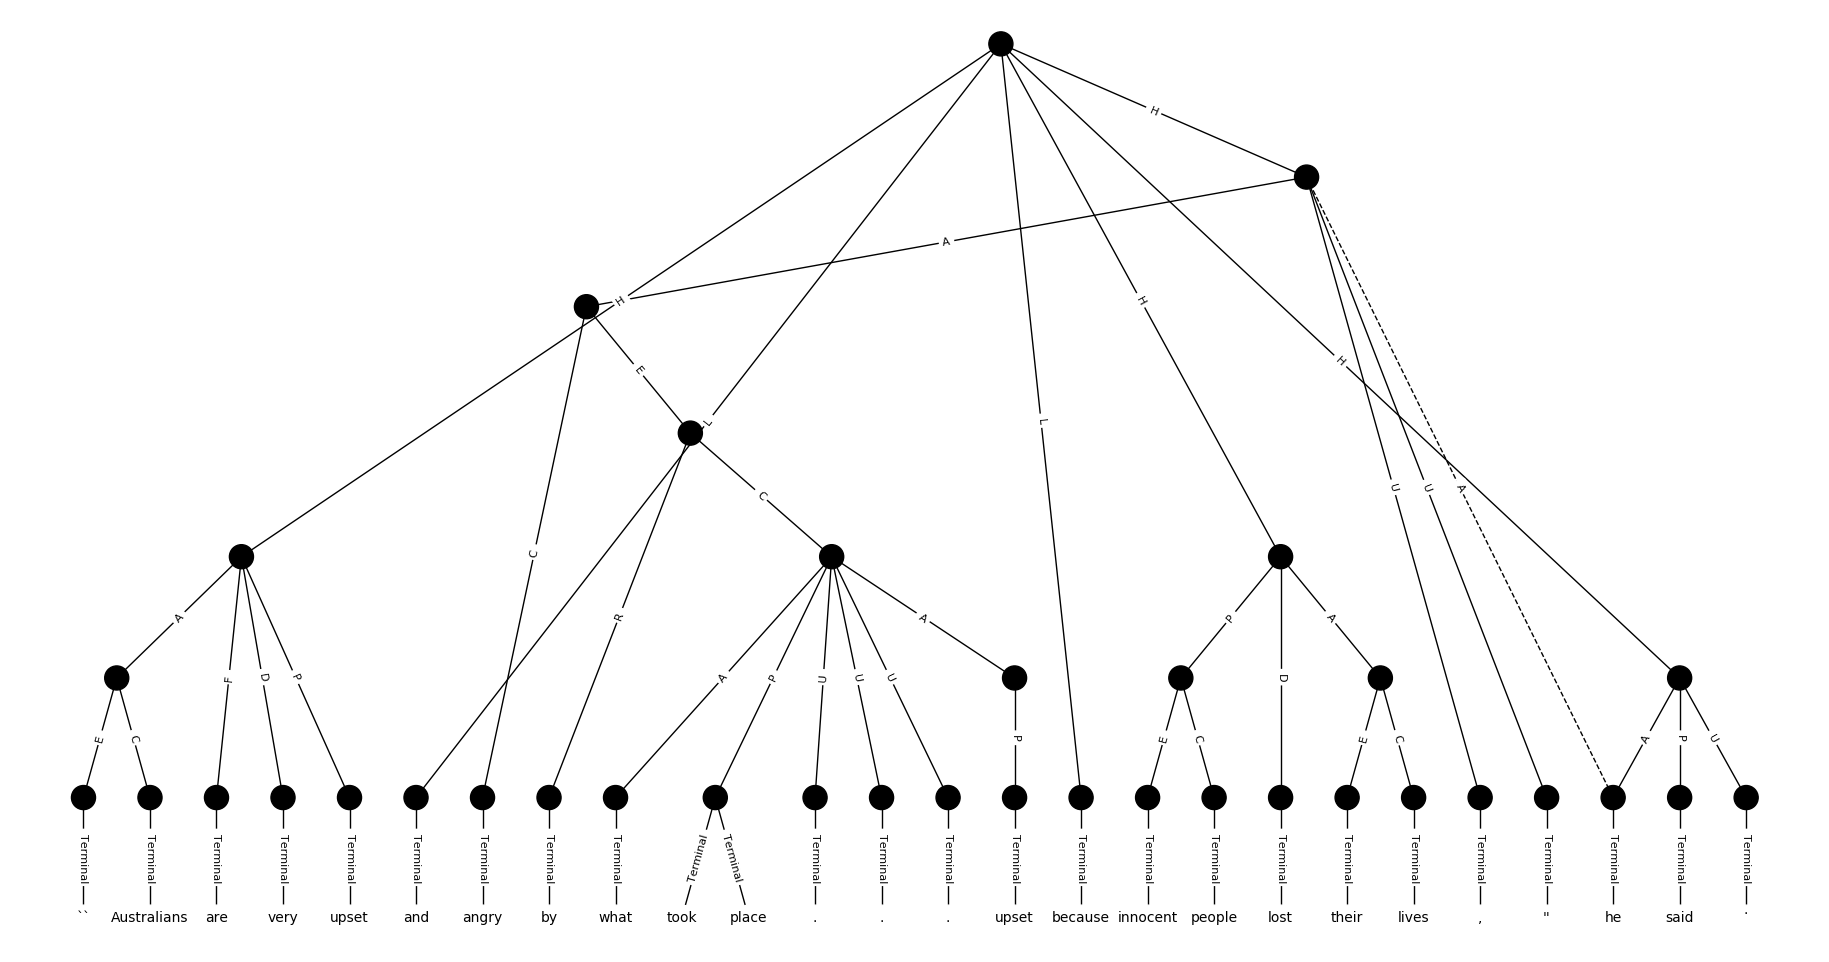 H
A
H
E
H
L
L
H
C
U
U
A
C
A
R
P
A
A
F
D
P
A
P
U
U
U
D
E
C
P
E
C
E
C
A
P
U
Terminal Terminal Terminal Terminal Terminal Terminal Terminal Terminal Terminal Terminal Terminal Terminal Terminal Terminal Terminal Terminal Terminal Terminal Terminal Terminal Terminal Terminal Terminal Terminal Terminal Terminal
`` Australians are very upset and angry by what took place . . . upset because innocent people lost their lives , " he said .